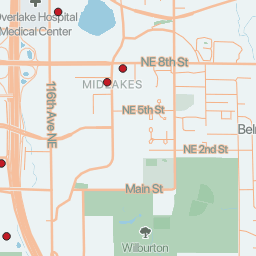 verlake Hospital
Medical Center
NE 8th St
MIDLAKES
116th Ave NE
NE 5th St
Bel
NE 2nd St
Main St
Wilburton